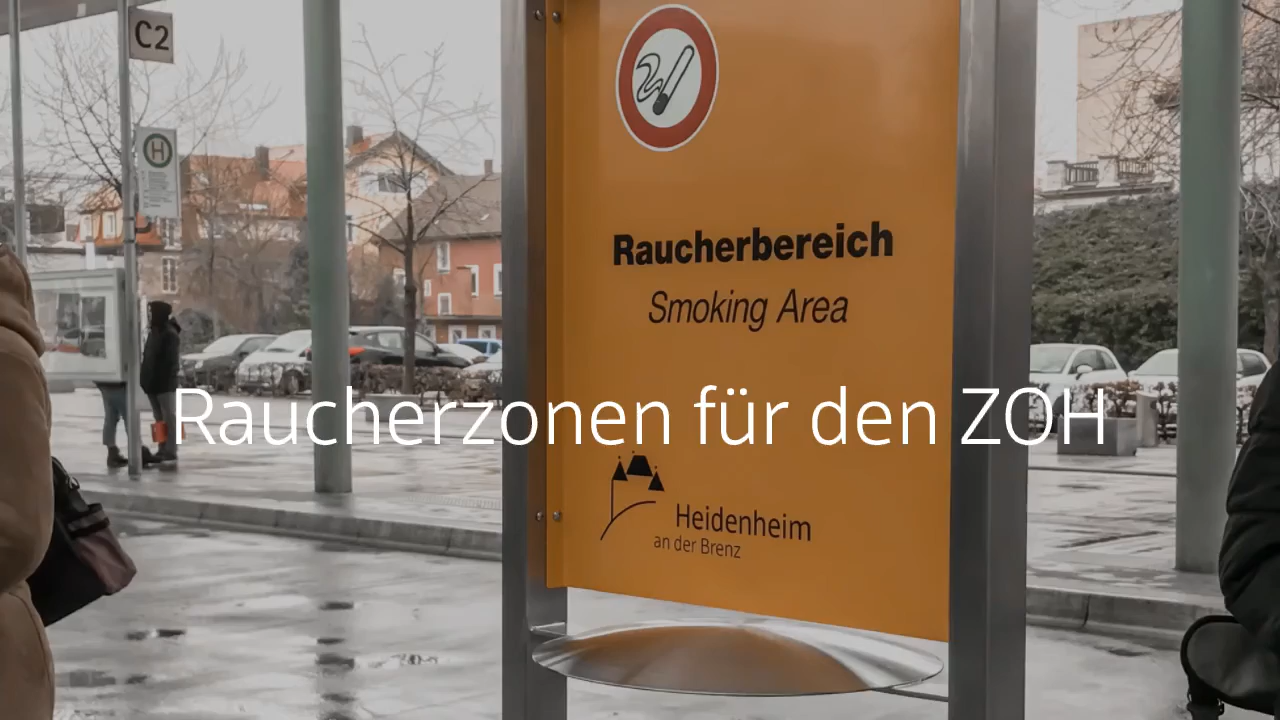 C2
H
Raucherbereich
Smoking Area
Raucherzonen für den ZOH
Heidenheim
an der Brenz